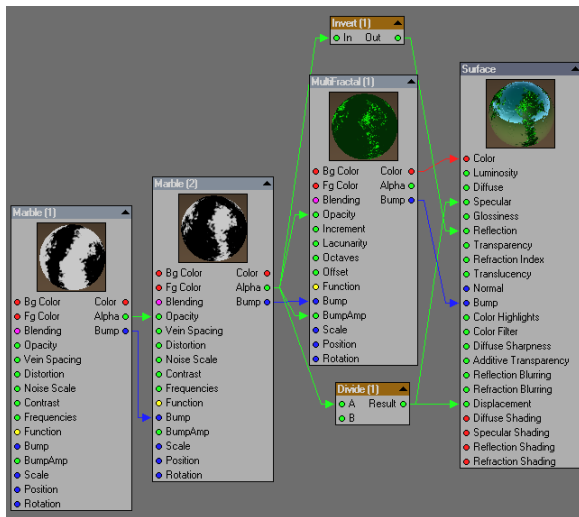 Invert (1)
In Out
Surface
MultiFractal (1)
Color
Luminosity
Diffuse
Specular
Glossiness
Reflection
Transparency
Refraction Index
Translucency
Normal
Bump
Color Highlights
Color Filter
Diffuse Sharpness
Additive Transparency
Reflection Blurring
Refraction Blurring
Displacement
Diffuse Shading
Specular Shading
Reflection Shading
Refraction Shading
Bg Color Color
Fg Color Alpha
Blending Bump
Opacity
Increment
Lacunarity
Octaves
Offset
Function
Bump
BumpAmp
Scale
Position
Rotation
Marble (2)
Bg Color Color
Fg Color Alpha
Blending Bump
Opacity
Vein Spacing
Distortion
Noise Scale
Contrast
Frequencies
Function
Bump
BumpAmp
Scale
Position
Rotation
Marble (1)
Bg Color Color
Fg Color Alpha
Blending Bump
Opacity
Vein Spacing
Distortion
Noise Scale
Contrast
Frequencies
Function
Bump
BumpAmp
Scale
Position
Rotation
Divide (1)
A Result
B